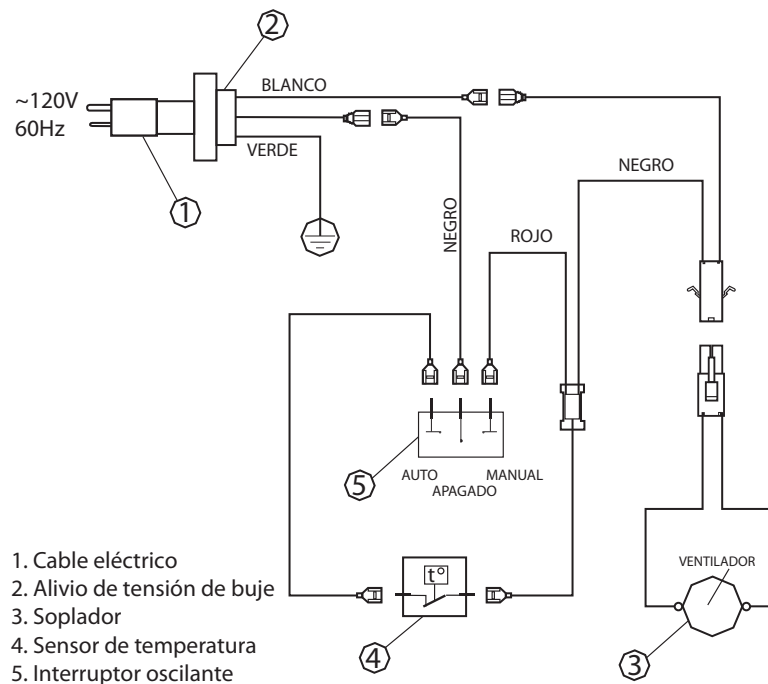 2
BLANCO
~120V
60Hz
VERDE
1
NEGRO
NEGRO
ROJO
5
AUTO
APAGADO
MANUAL
t°
4
VENTILADOR
3
1. Cable eléctrico
2. Alivio de tensión de buje
3. Soplador
4. Sensor de temperatura
5. Interruptor oscilante